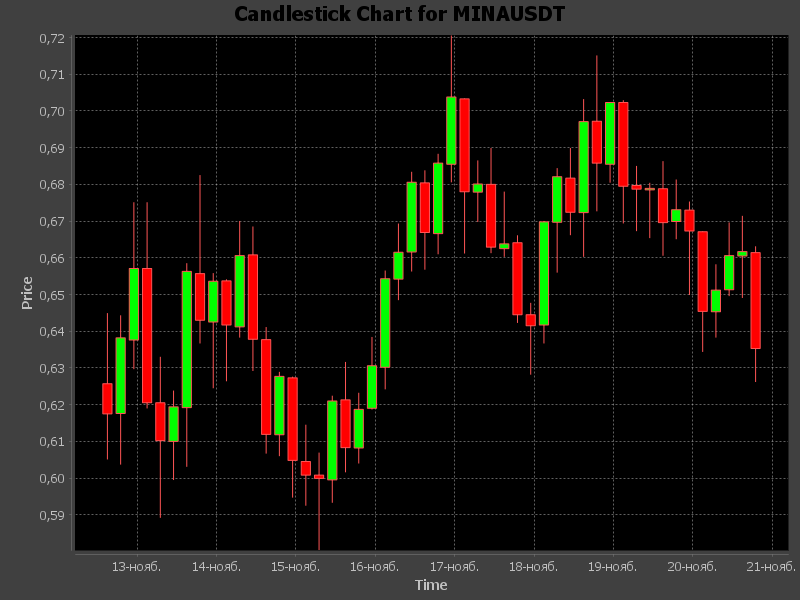 Candlestick Chart for MINAUSDT
0,72
0,71
0,70
0,69
0,68
0,67
0,66
0,65
0,64
0,63
0,62
0,61
0,60
0,59
Price
13-нояб.
14-нояб.
15-нояб.
16-нояб.
17-нояб.
18-нояб.
19-нояб.
20-нояб.
21-нояб.
Time